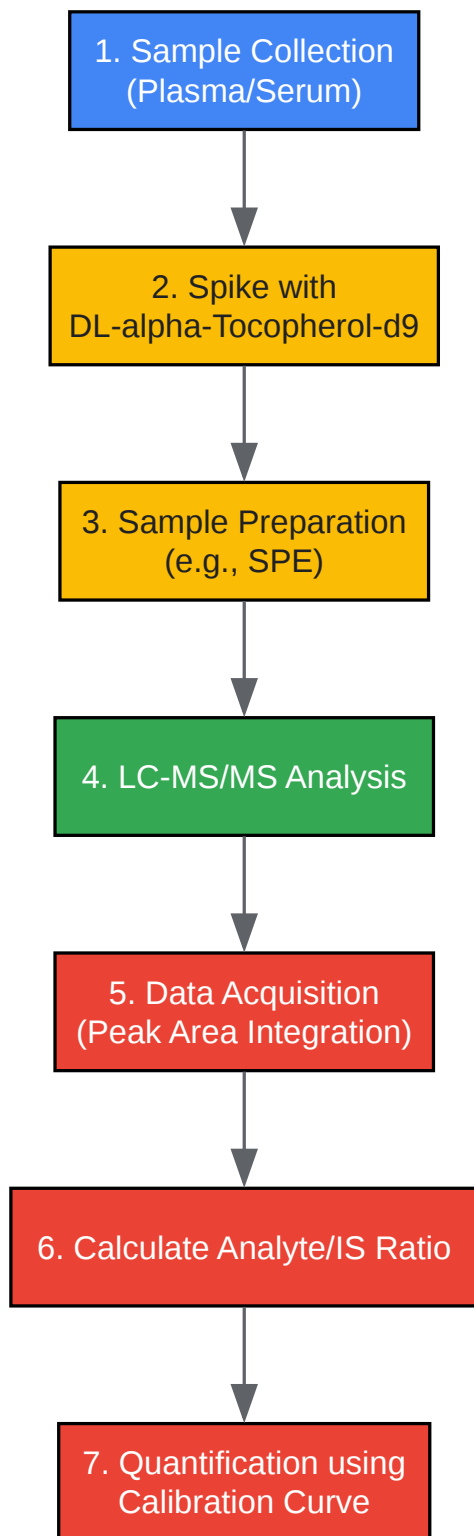 1. Sample Collection
(Plasma/Serum)
2. Spike with
DL-alpha-Tocopherol-d9
3. Sample Preparation
(e.g., SPE)
4. LC-MS/MS Analysis
5. Data Acquisition
(Peak Area Integration)
6. Calculate Analyte/IS Ratio
7. Quantification using
Calibration Curve